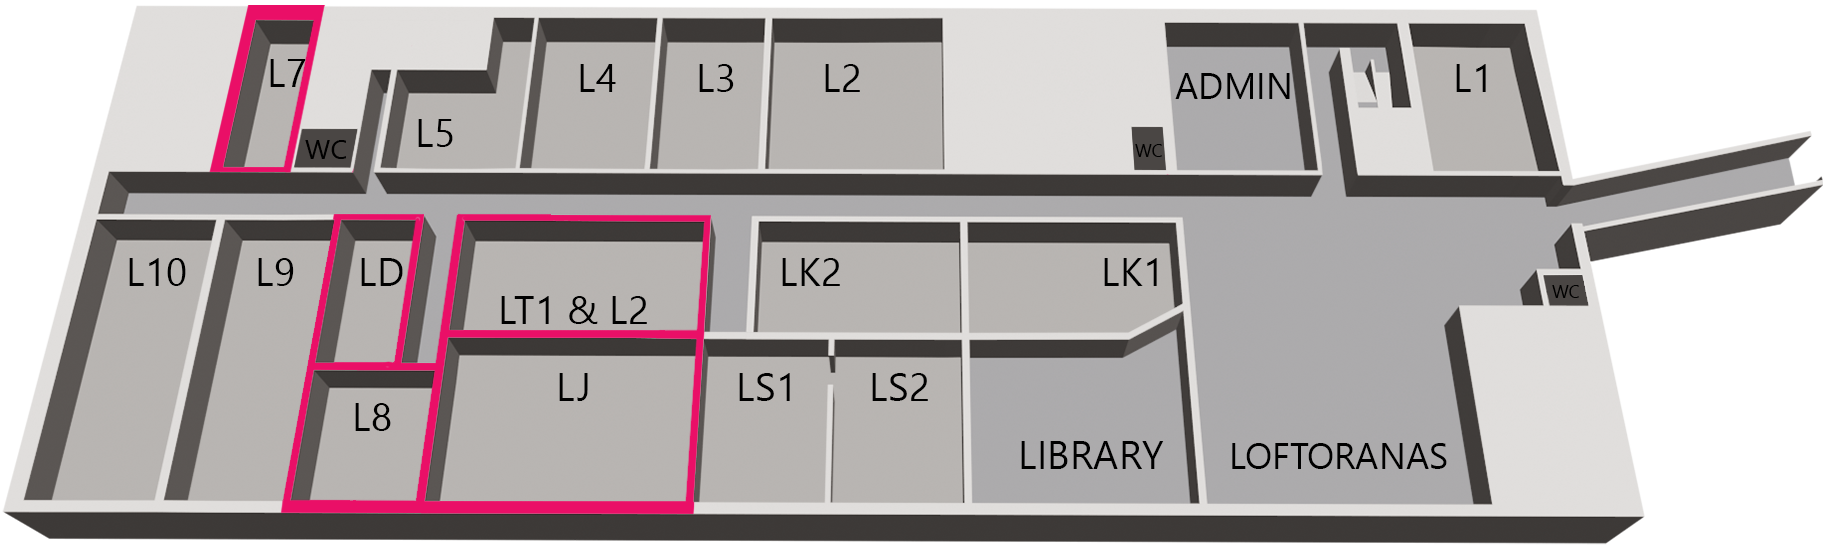 L7
WC
L5
L4
L3
L2
WC
ADMIN
L1
L10
L9
LD
LT1 & L2
LK2
LK1
WC
L8
LJ
LS1
LS2
LIBRARY
LOFTORANAS